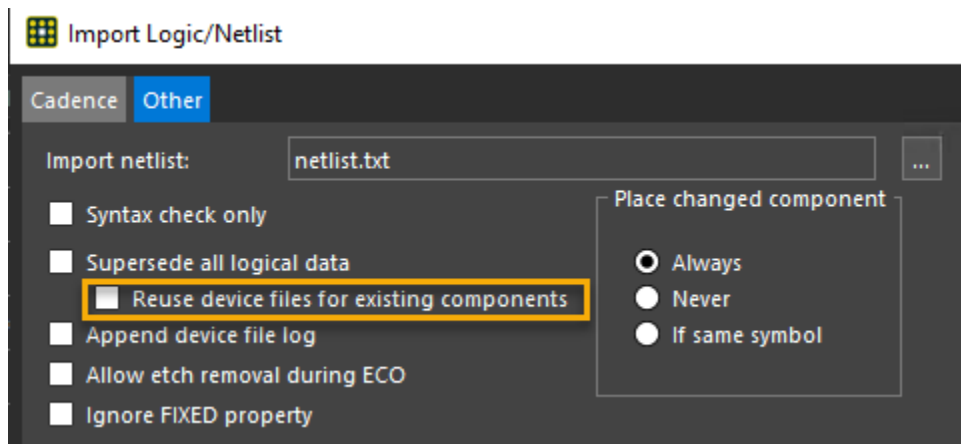 Import Logic/Netlist
Cadence Other
Import netlist: netlist.txt ...
Syntax check only
Supersede all logical data
Reuse device files for existing components
Append device file log
Allow etch removal during ECO
Ignore FIXED property
Place changed component
Always
Never
If same symbol